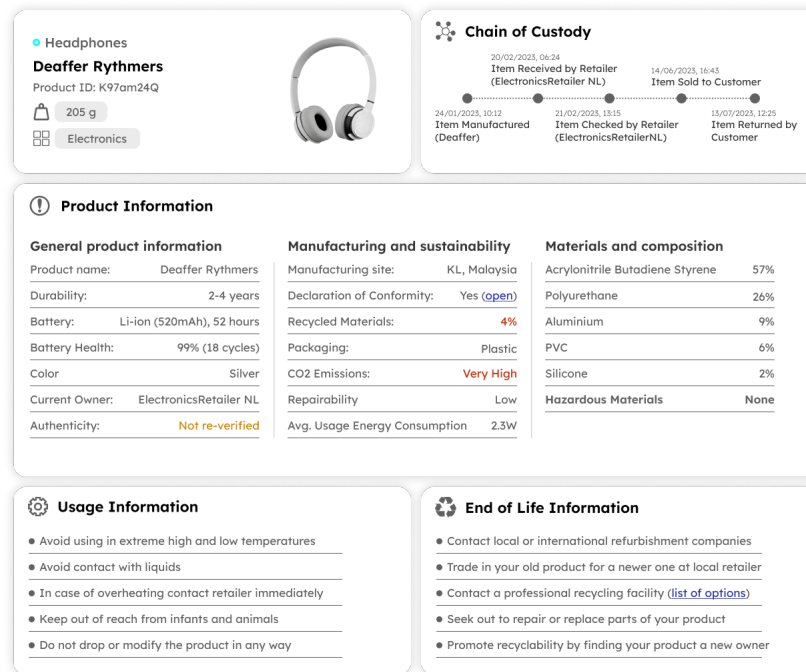 Headphones
Deaffer Rythmers
Product ID: K97am24Q
205 g
Electronics
Chain of Custody
20/02/2023, 06:24
Item Received by Retailer
(ElectronicsRetailer NL)
14/06/2023, 16:43
Item Sold to Customer
24/01/2023, 10:12
Item Manufactured
(Deaffer)
21/02/2023, 13:15
Item Checked by Retailer
(ElectronicsRetailerNL)
13/07/2023, 12:25
Item Returned by
Customer
Product Information
General product information
Product name: Deaffer Rythmers
Durability: 2-4 years
Battery: Li-ion (520mAh), 52 hours
Battery Health: 99% (18 cycles)
Color Silver
Current Owner: ElectronicsRetailer NL
Authenticity: Not re-verified
Manufacturing and sustainability
Manufacturing site: KL, Malaysia
Declaration of Conformity: Yes (open)
Recycled Materials: 4%
Packaging: Plastic
CO2 Emissions: Very High
Repairability Low
Avg. Usage Energy Consumption 2.3W
Materials and composition
Acrylonitrile Butadiene Styrene 57%
Polyurethane 26%
Aluminium 9%
PVC 6%
Silicone 2%
Hazardous Materials None
Usage Information
Avoid using in extreme high and low temperatures
Avoid contact with liquids
In case of overheating contact retailer immediately
Keep out of reach from infants and animals
Do not drop or modify the product in any way
End of Life Information
Contact local or international refurbishment companies
Trade in your old product for a newer one at local retailer
Contact a professional recycling facility (list of options)
Seek out to repair or replace parts of your product
Promote recyclability by finding your product a new owner